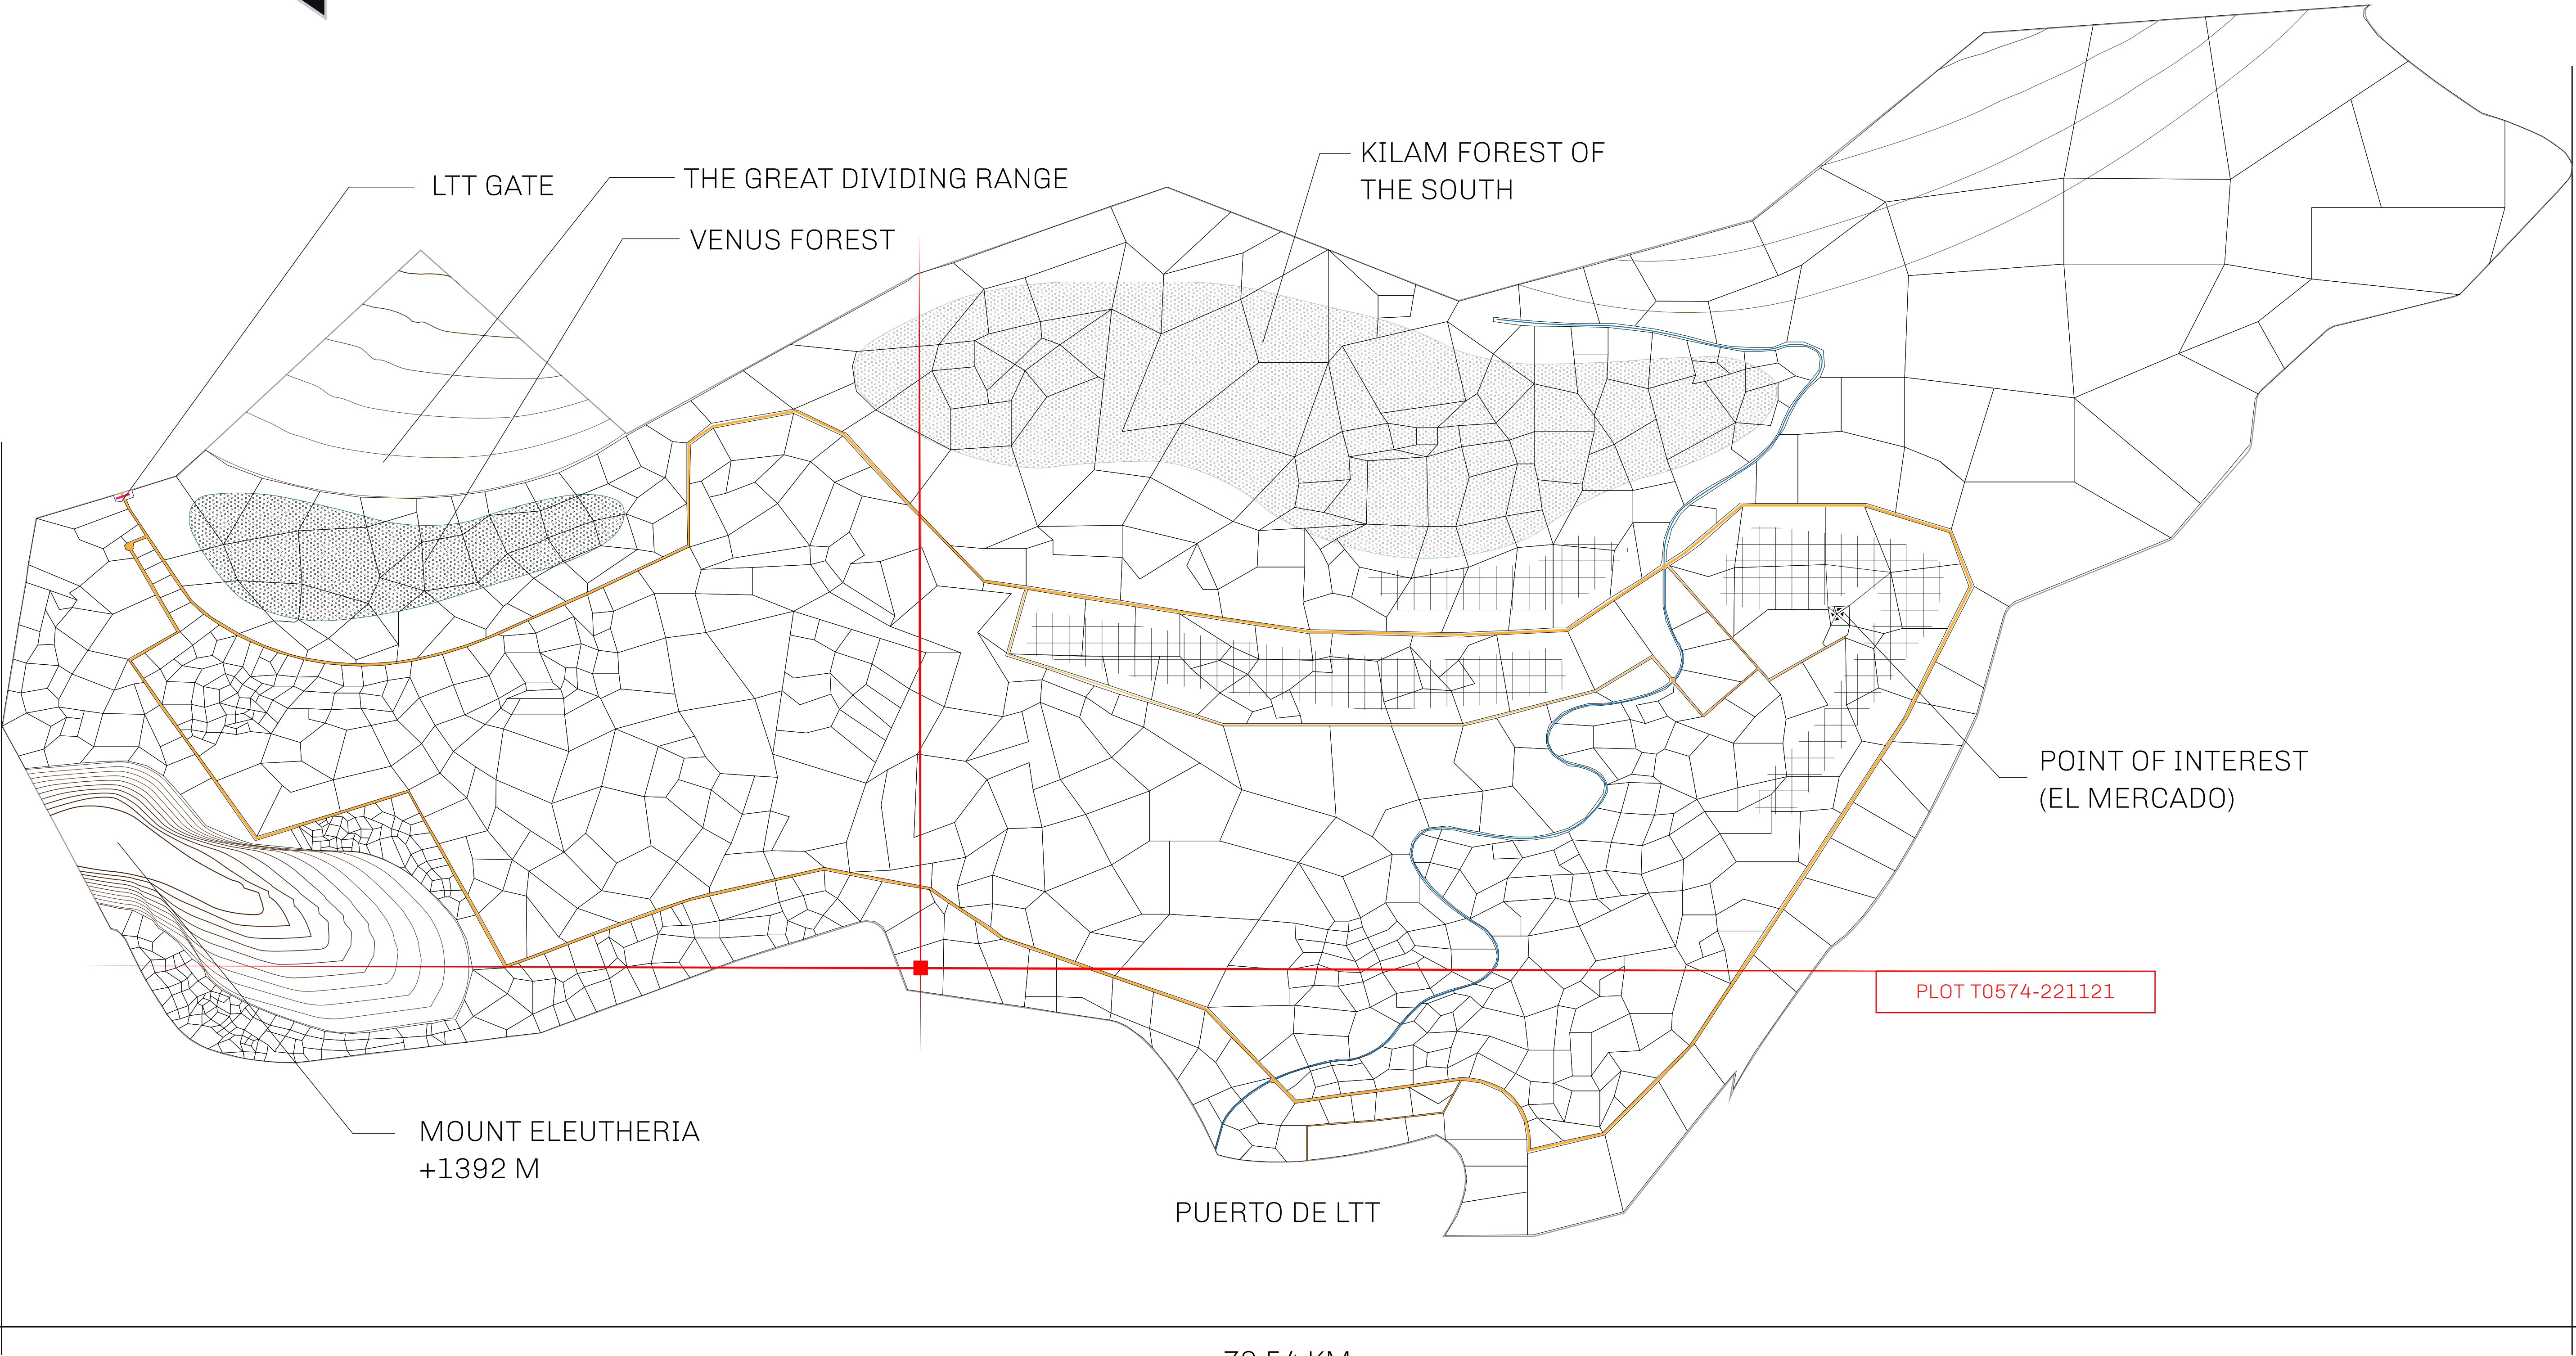 KILAM FOREST OF
THE SOUTH
LTT GATE
THE GREAT DIVIDING RANGE
VENUS FOREST
POINT OF INTEREST
(EL MERCADO)
PLOT T0574-221121
MOUNT ELEUTHERIA
+1392 M
PUERTO DE LTT
KM